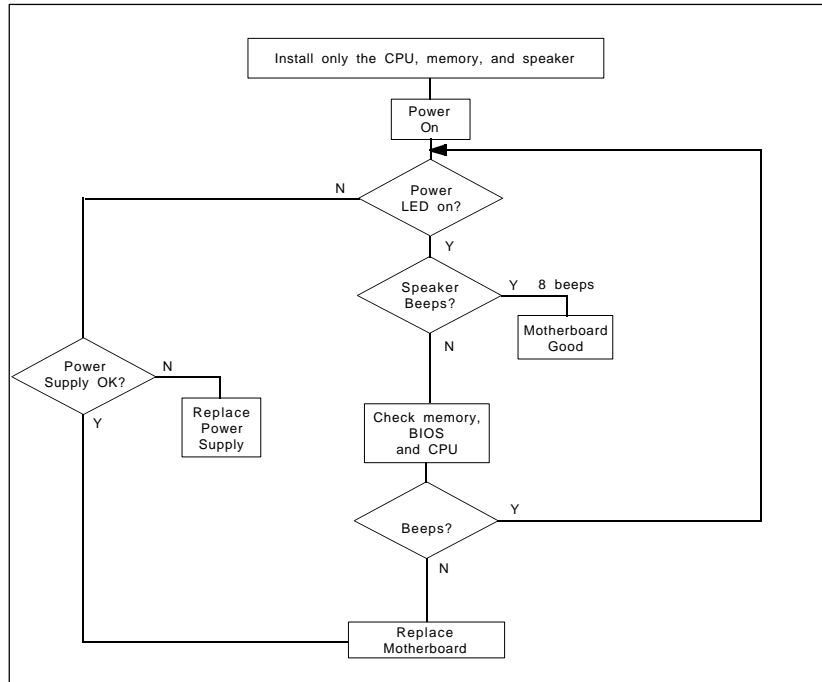 Install only the CPU, memory, and speaker
Power
On
N
Power
LED on?
Y
Speaker
Beeps?
Y 8 beeps
Motherboard
Good
N
Power
Supply OK?
N
Replace
Power
Supply
Y
Check memory,
BIOS
and CPU
Beeps?
Y
N
Replace
Motherboard